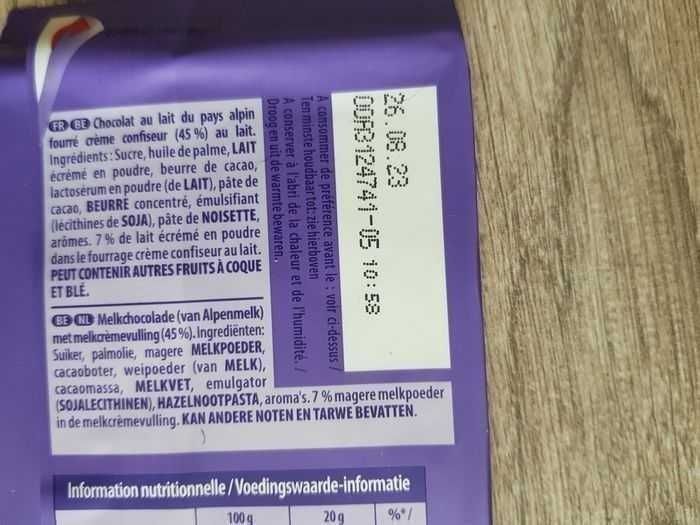 FR BE Chocolat au lait du pays alpin
fourré crème confiseur (45 %) au lait.
Ingrédients : Sucre, huile de palme, LAIT
écrémé en poudre, beurre de cacao,
lactosérum en poudre (de LAIT), pâte de
cacao, BEURRE concentré, émulsifiant
(lécithines de SOJA), pâte de NOISETTE,
arômes. 7 % de lait écrémé en poudre
dans le fourrage crème confiseur au lait.
PEUT CONTENIR AUTRES FRUITS À COQUE
ET BLÉ.
BE NL Melkchocolade (van Alpenmelk)
met melkcrèmevulling (45%). Ingrediënten:
Suiker, palmolie, magere MELKPOEDER,
cacaoboter, weipoeder (van MELK),
cacaomassa, MELKVET, emulgator
(SOJALECITHINEN), HAZELNOOTPASTA, aroma's. 7 % magere melkpoeder
in de melkcrèmevulling. KAN ANDERE NOTEN EN TARWE BEVATTEN.
26.08.23
OOA3124741-05 10:58
A consommer de préférence avant le : voir ci-dessus /
Ten minste houdbaar tot: zie hierboven
A conserver à l'abri de la chaleur et de l'humidité. /
Droog en uit de warmte bewaren.
Information nutritionnelle / Voedingswaarde-informatie
100 g 20 g %* /